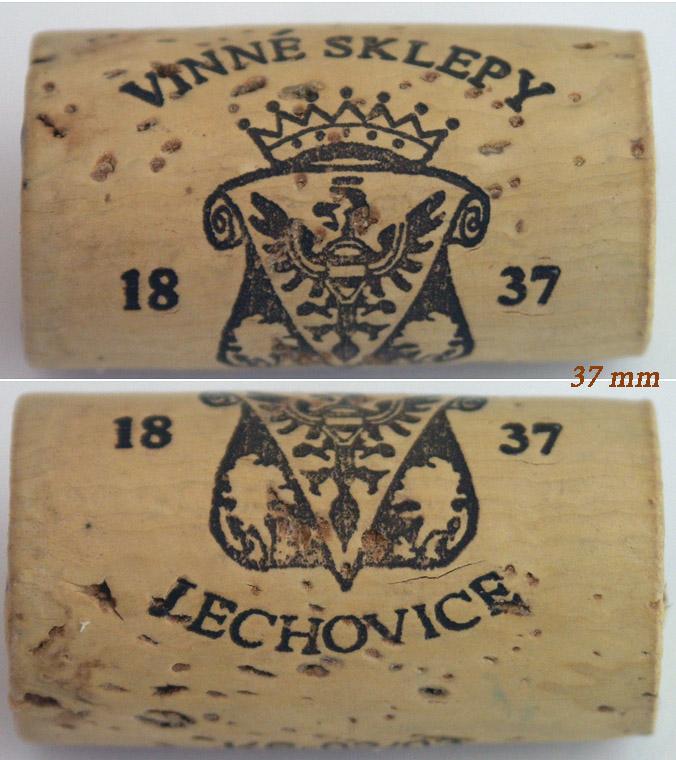 VINNÉ SKLEPY
18 37
37 mm
18 37
LECHOVICE